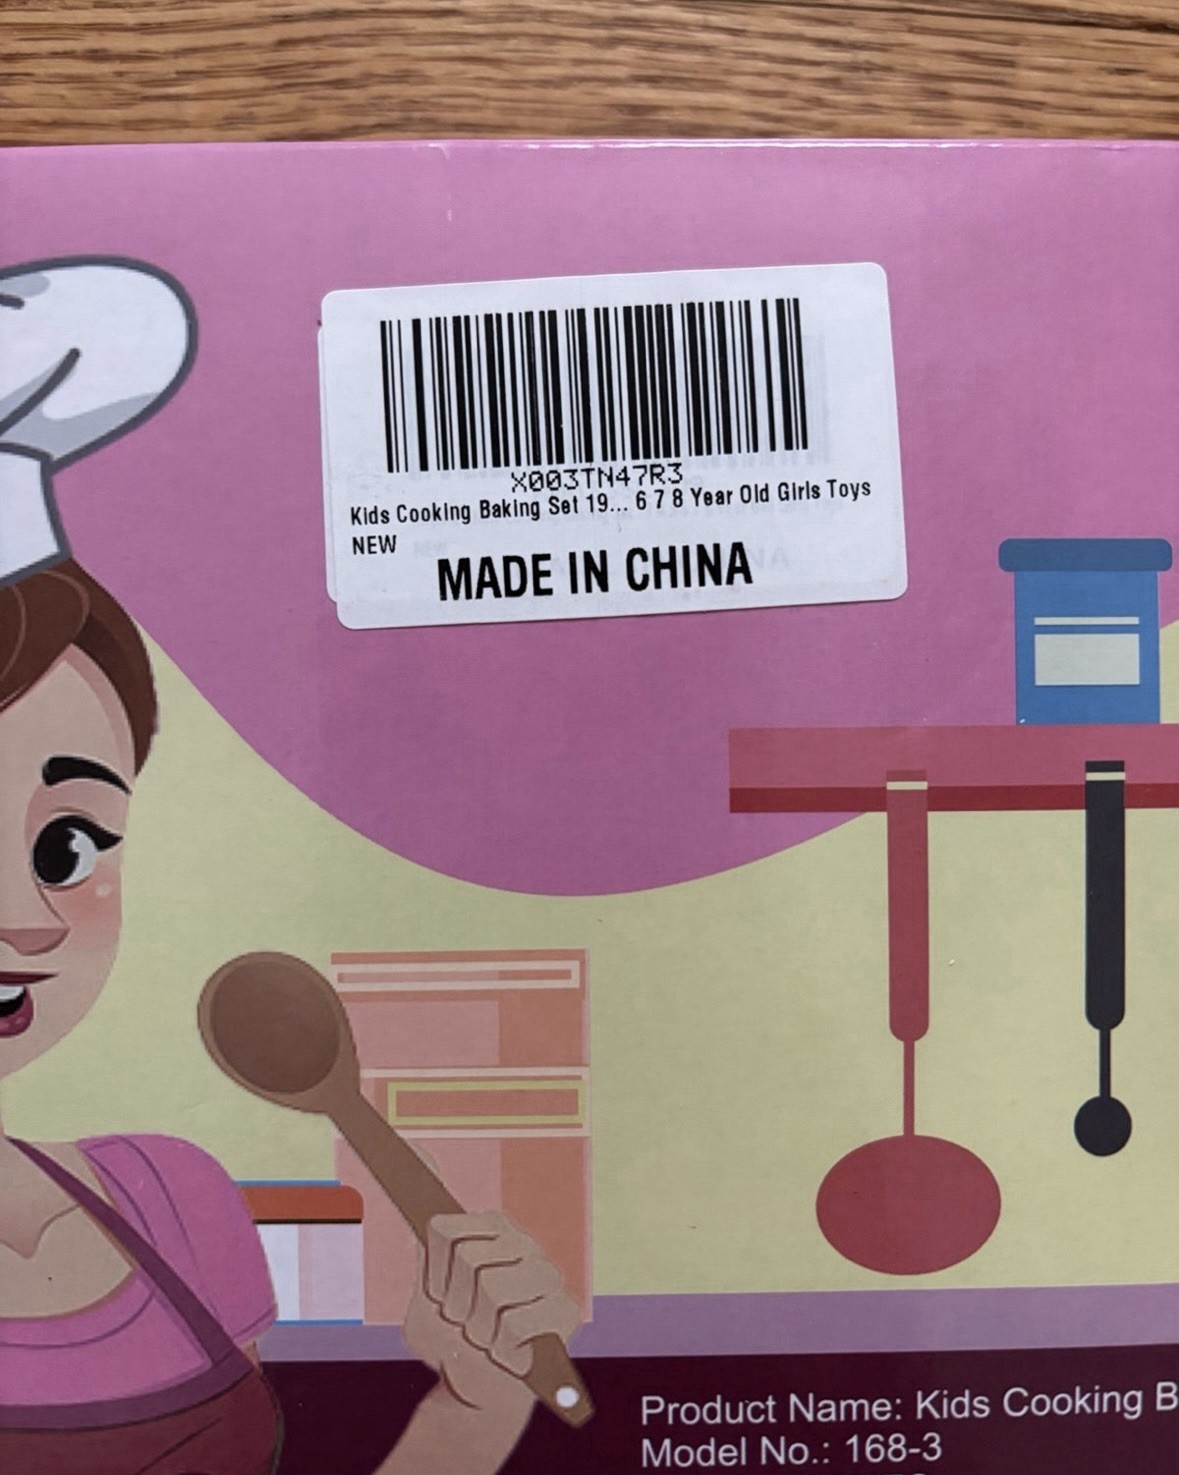 X003TN47R3
Kids Cooking Baking Set 19... 6 7 8 Year Old Girls Toys
NEW
MADE IN CHINA
Product Name: Kids Cooking B
Model No.: 168-3